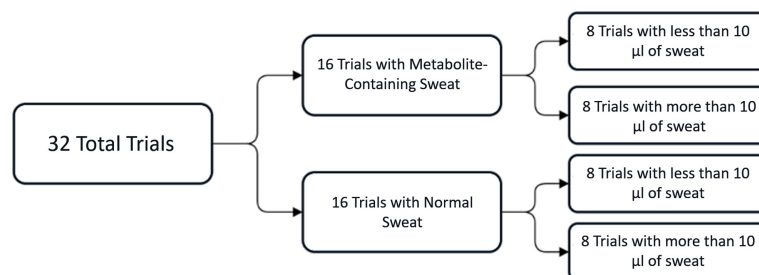 32 Total Trials
16 Trials with Metabolite-
Containing Sweat
16 Trials with Normal
Sweat
8 Trials with less than 10
µl of sweat
8 Trials with more than 10
µl of sweat
8 Trials with less than 10
µl of sweat
8 Trials with more than 10
µl of sweat